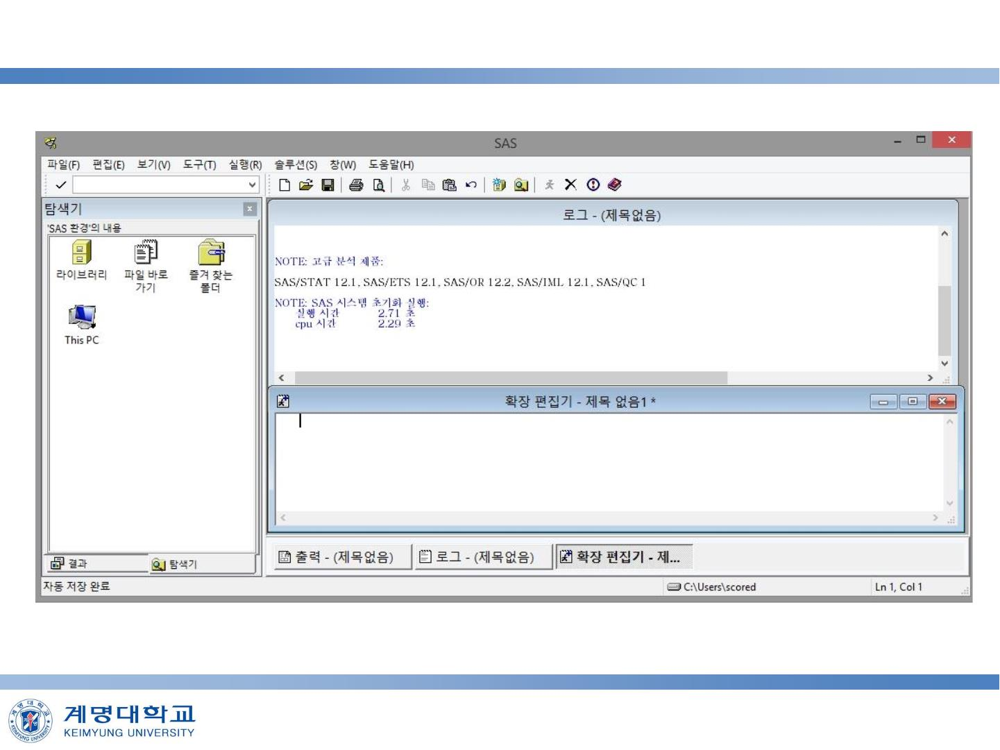 SAS
파일(F) 편집(E) 보기(V) 도구(T) 실행(R) 솔루션(S) 창(W) 도움말(H)
탐색기
'SAS 환경'의 내용
라이브러리
파일 바로
가기
즐겨 찾는
폴더
This PC
결과
탐색기
로그 - (제목없음)
NOTE: 고급 분석 제품:
SAS/STAT 12.1, SAS/ETS 12.1, SAS/OR 12.2, SAS/IML 12.1, SAS/QC 1
NOTE: SAS 시스템 초기화 실행:
실행 시간 2.71 초
cpu 시간 2.29 초
확장 편집기 - 제목 없음1 *
출력 - (제목없음)
로그 - (제목없음)
확장 편집기 - 제...
자동 저장 완료
C:\Users\scored
Ln 1, Col 1
계명대학교
KEIMYUNG UNIVERSITY